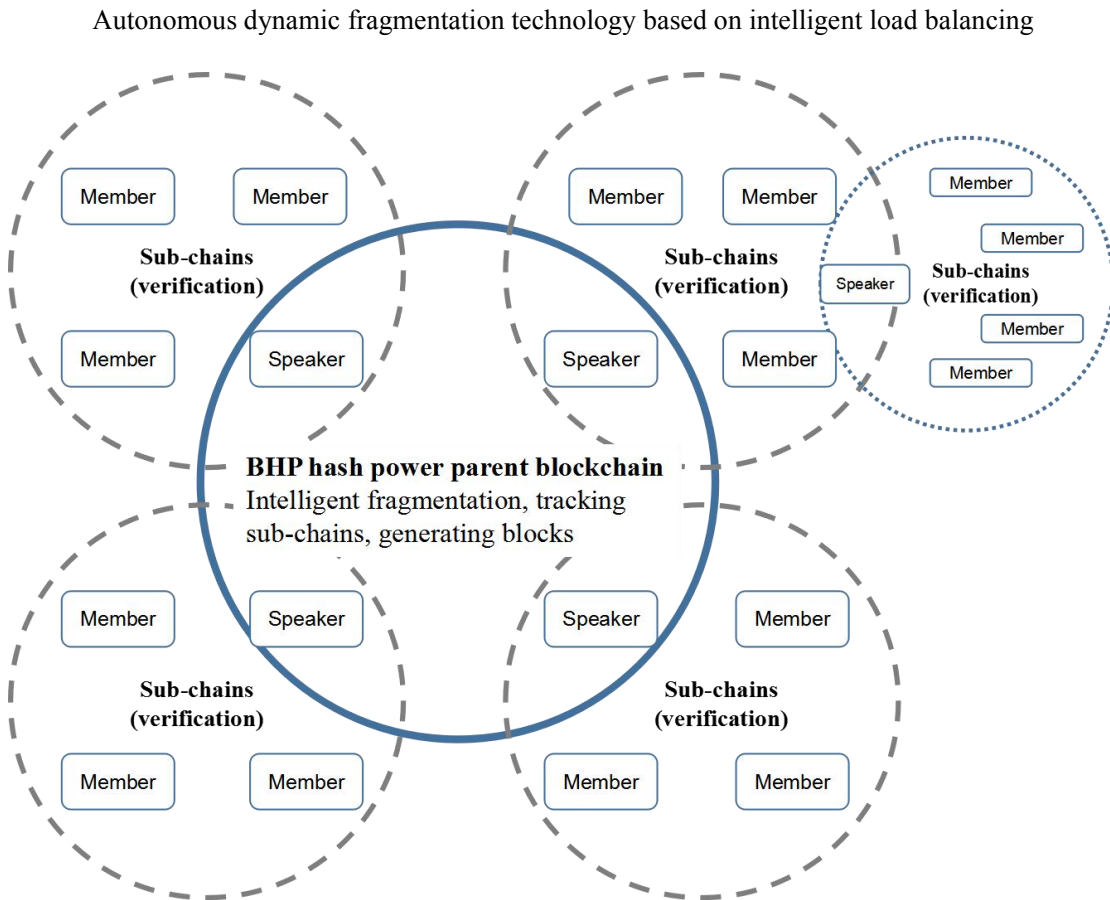 Autonomous dynamic fragmentation technology based on intelligent load balancing
Member
Member
Sub-chains
(verification)
Member
Speaker
Member
Member
Sub-chains
(verification)
Speaker
Member
Member
Member
Speaker
Sub-chains
(verification)
Member
Member
BHP hash power parent blockchain
Intelligent fragmentation, tracking
sub-chains, generating blocks
Member
Speaker
Sub-chains
(verification)
Member
Member
Speaker
Member
Sub-chains
(verification)
Member
Member